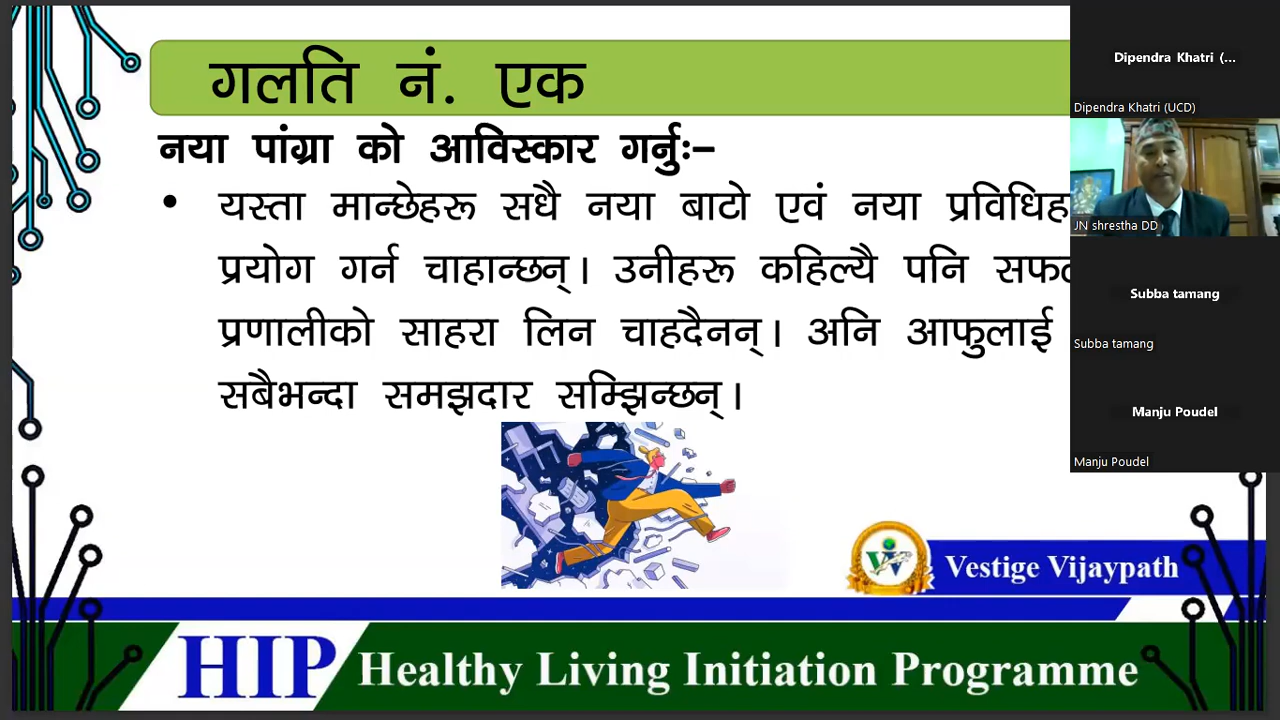 गलति नं. एक
नया पांग्रा को आविस्कार गर्नुः–
• यस्ता मान्छेहरू सधै नया बाटो एवं नया
प्रयोग गर्न चाहान्छन्। उनीहरू कहिल्यै पनि
प्रणालीको साहरा लिन चाहदैनन्। अनि आफुलाई
सबैभन्दा समझदार सम्झिन्छन्।
Vestige Vijaypath
HIP Healthy Living Initiation Programme
Dipendra Khatri (...
Dipendra Khatri (UCD)
JN shrestha DD
Subba tamang
Subba tamang
Manju Poudel
Manju Poudel